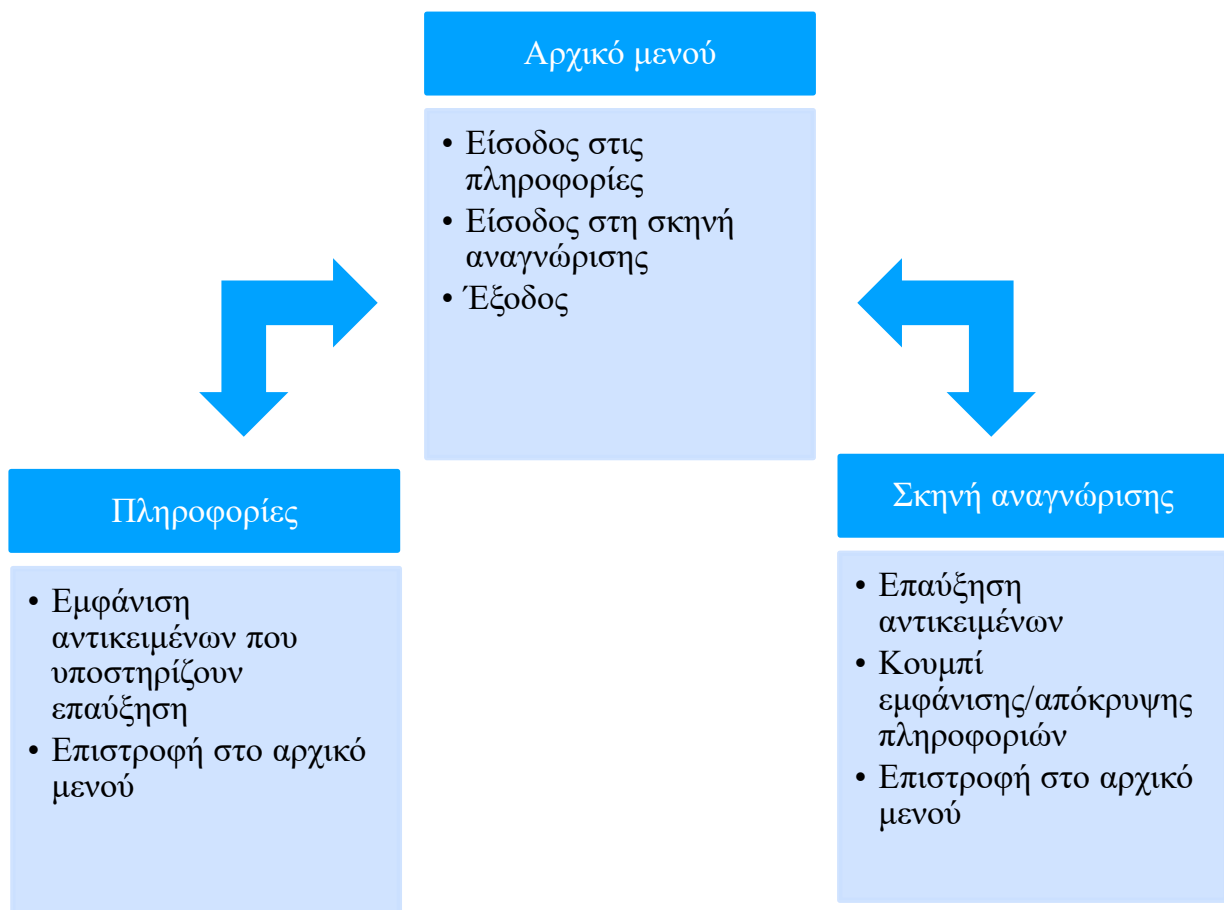 Αρχικό μενού
• Είσοδος στις
πληροφορίες
• Είσοδος στη σκηνή
αναγνώρισης
• Έξοδος
Πληροφορίες
• Εμφάνιση
αντικειμένων που
υποστηρίζουν
επαύξηση
• Επιστροφή στο αρχικό
μενού
Σκηνή αναγνώρισης
• Επαύξηση
αντικειμένων
• Κουμπί
εμφάνισης/απόκρυψης
πληροφοριών
• Επιστροφή στο αρχικό
μενού